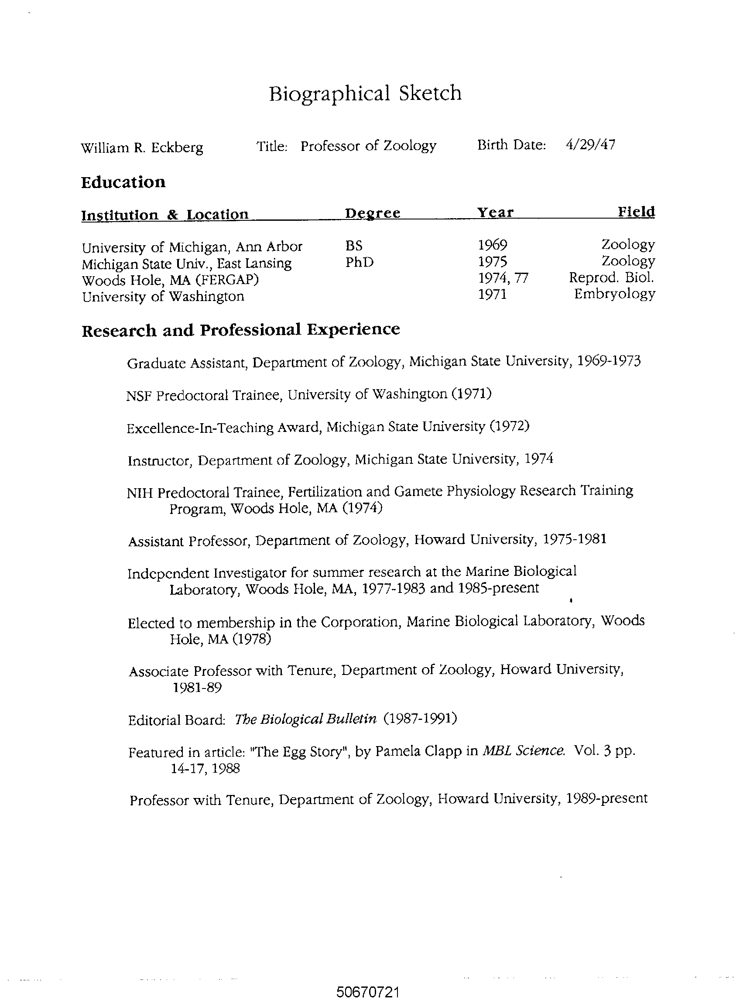 Biographical Sketch
William R. Eckberg Title: Professor of Zoology Birth Date: 4/29/47
Education
Institution & Location Degree Year Field
University of Michigan, Ann Arbor BS 1969 Zoology
Michigan State Univ., East Lansing PhD 1975 Zoology
Woods Hole, MA (FERGAP) 1974, 77 Reprod. Biol.
University of Washington 1971 Embryology
Research and Professional Experience
Graduate Assistant, Department of Zoology, Michigan State University, 1969-1973
NSF Predoctoral Trainee, University of Washington (1971)
Excellence-In-Teaching Award, Michigan State University (1972)
Instructor, Department of Zoology, Michigan State University, 1974
NIH Predoctoral Trainee, Fertilization and Gamete Physiology Research Training
Program, Woods Hole, MA (1974)
Assistant Professor, Department of Zoology, Howard University, 1975-1981
Independent Investigator for summer research at the Marine Biological
Laboratory, Woods Hole, MA, 1977-1983 and 1985-present
Elected to membership in the Corporation, Marine Biological Laboratory, Woods
Hole, MA (1978)
Associate Professor with Tenure, Department of Zoology, Howard University,
1981-89
Editorial Board: The Biological Bulletin (1987-1991)
Featured in article: "The Egg Story", by Pamela Clapp in MBL Science. Vol. 3 pp.
14-17, 1988
Professor with Tenure, Department of Zoology, Howard University, 1989-present
50670721